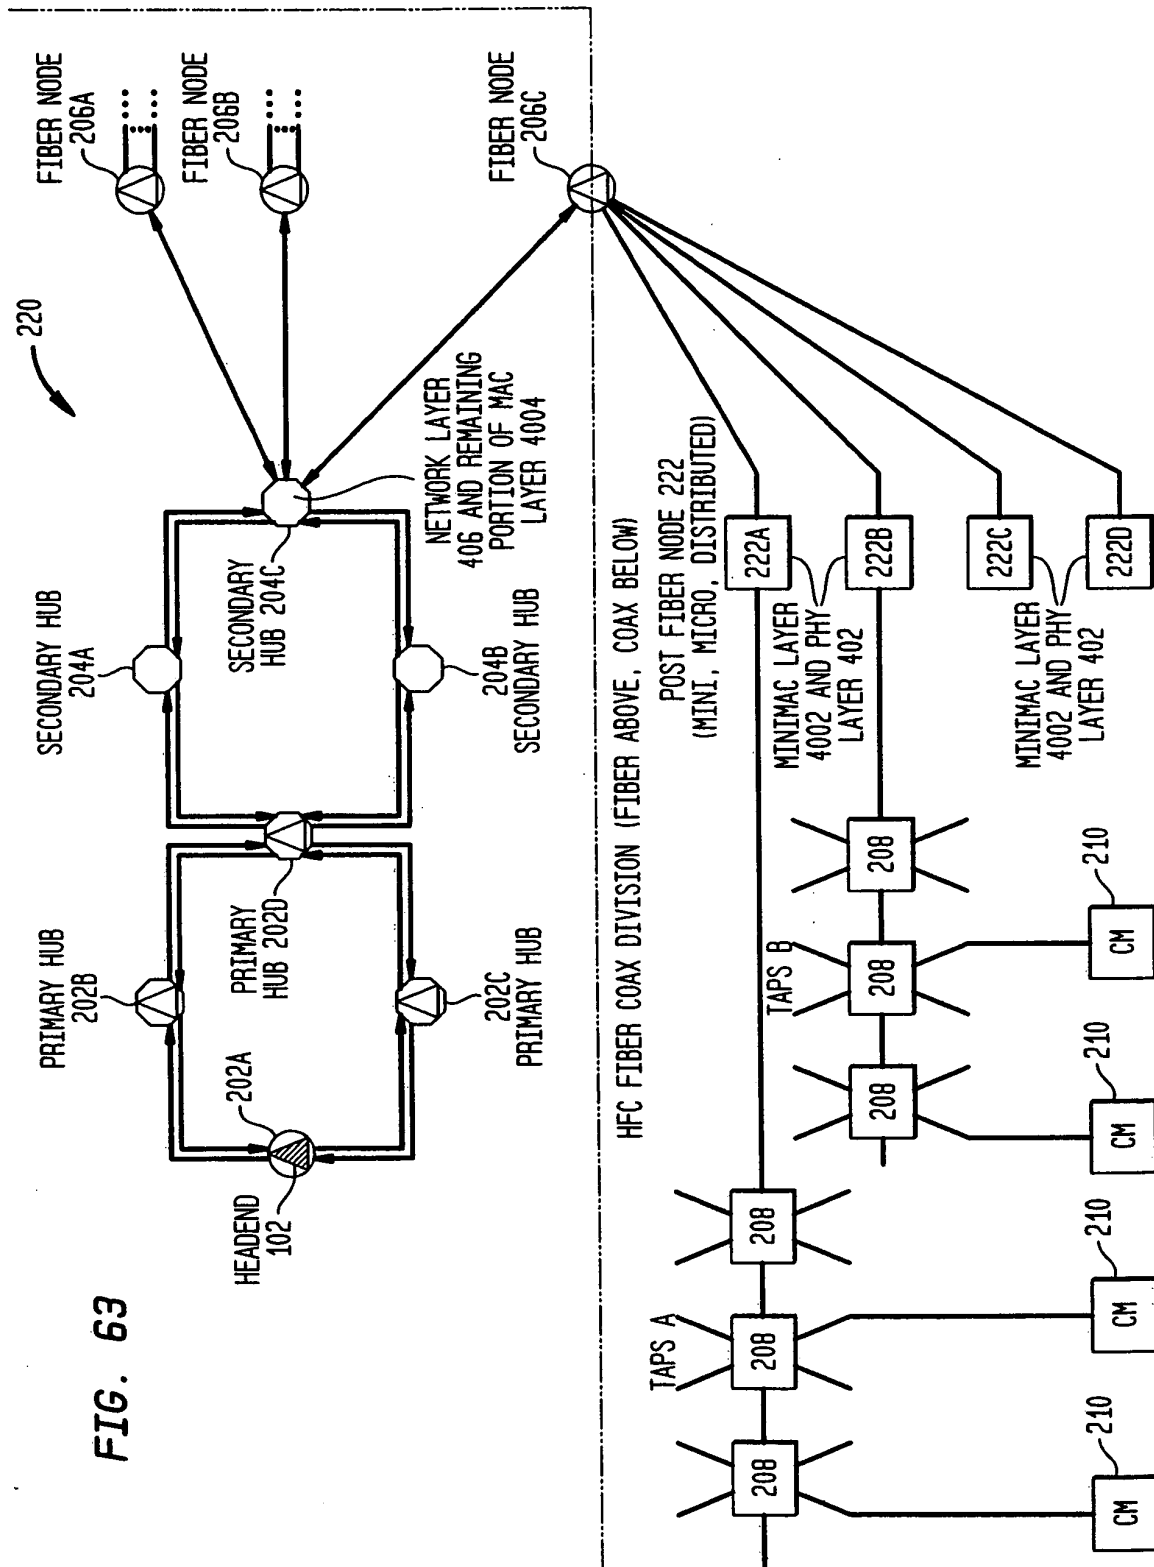 FIG. 63
220
HEADEND
102
202A
PRIMARY HUB
202B
PRIMARY
HUB 202D
202C
PRIMARY HUB
SECONDARY HUB
204A
SECONDARY
HUB 204C
204B
SECONDARY HUB
NETWORK LAYER
406 AND REMAINING
PORTION OF MAC
LAYER 4004
FIBER NODE
206A
FIBER NODE
206B
FIBER NODE
206C
HFC FIBER COAX DIVISION (FIBER ABOVE, COAX BELOW)
POST FIBER NODE 222
(MINI, MICRO, DISTRIBUTED)
222A
222B
222C
222D
MINIMAC LAYER
4002 AND PHY
LAYER 402
MINIMAC LAYER
4002 AND PHY
LAYER 402
TAPS A
208
208
208
TAPS B
208
208
208
CM
210
CM
210
CM
210
CM
210